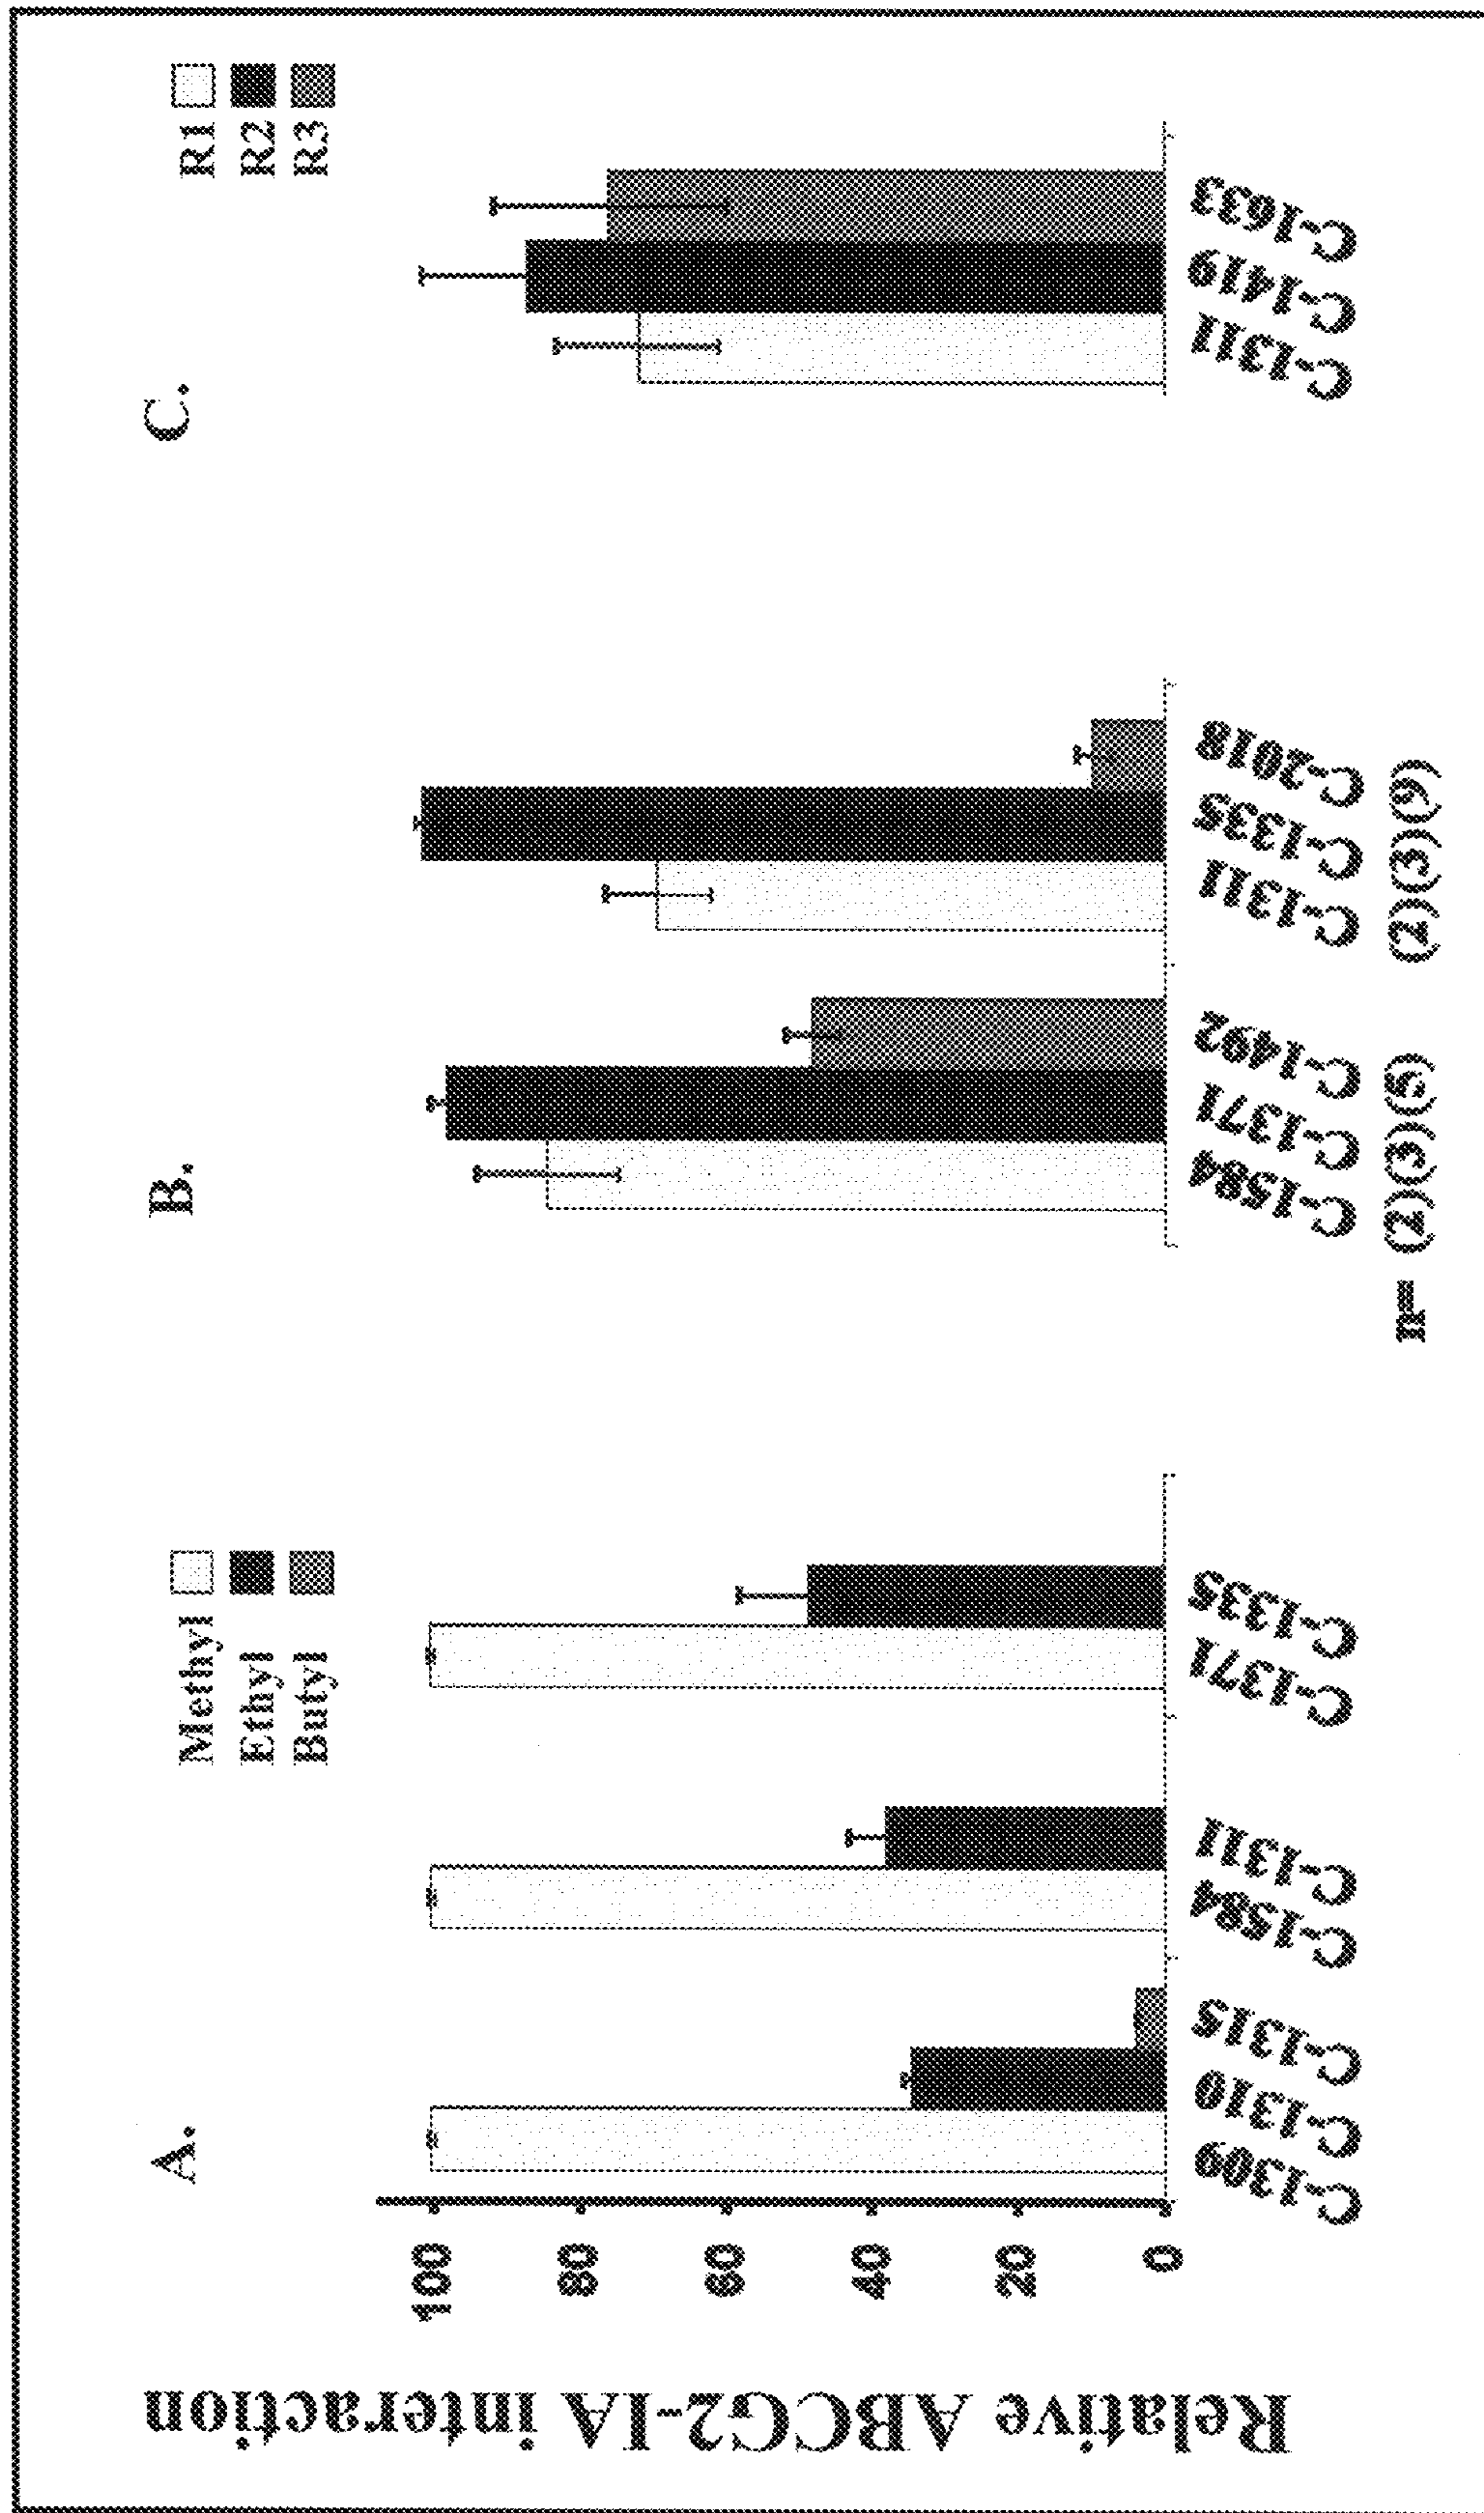 Relative ABCG2-IA interaction
100
80
60
40
20
0
A.
Methyl
Ethyl
Butyl
C-1309
C-1310
C-1315
C-1584
C-1311
C-1371
C-1335
B.
C-1584
C-1371
C-1492
C-1311
C-1335
C-2018
n= (2)(3)(5) (2)(3)(9)
C.
R1
R2
R3
C-1311
C-1419
C-1633